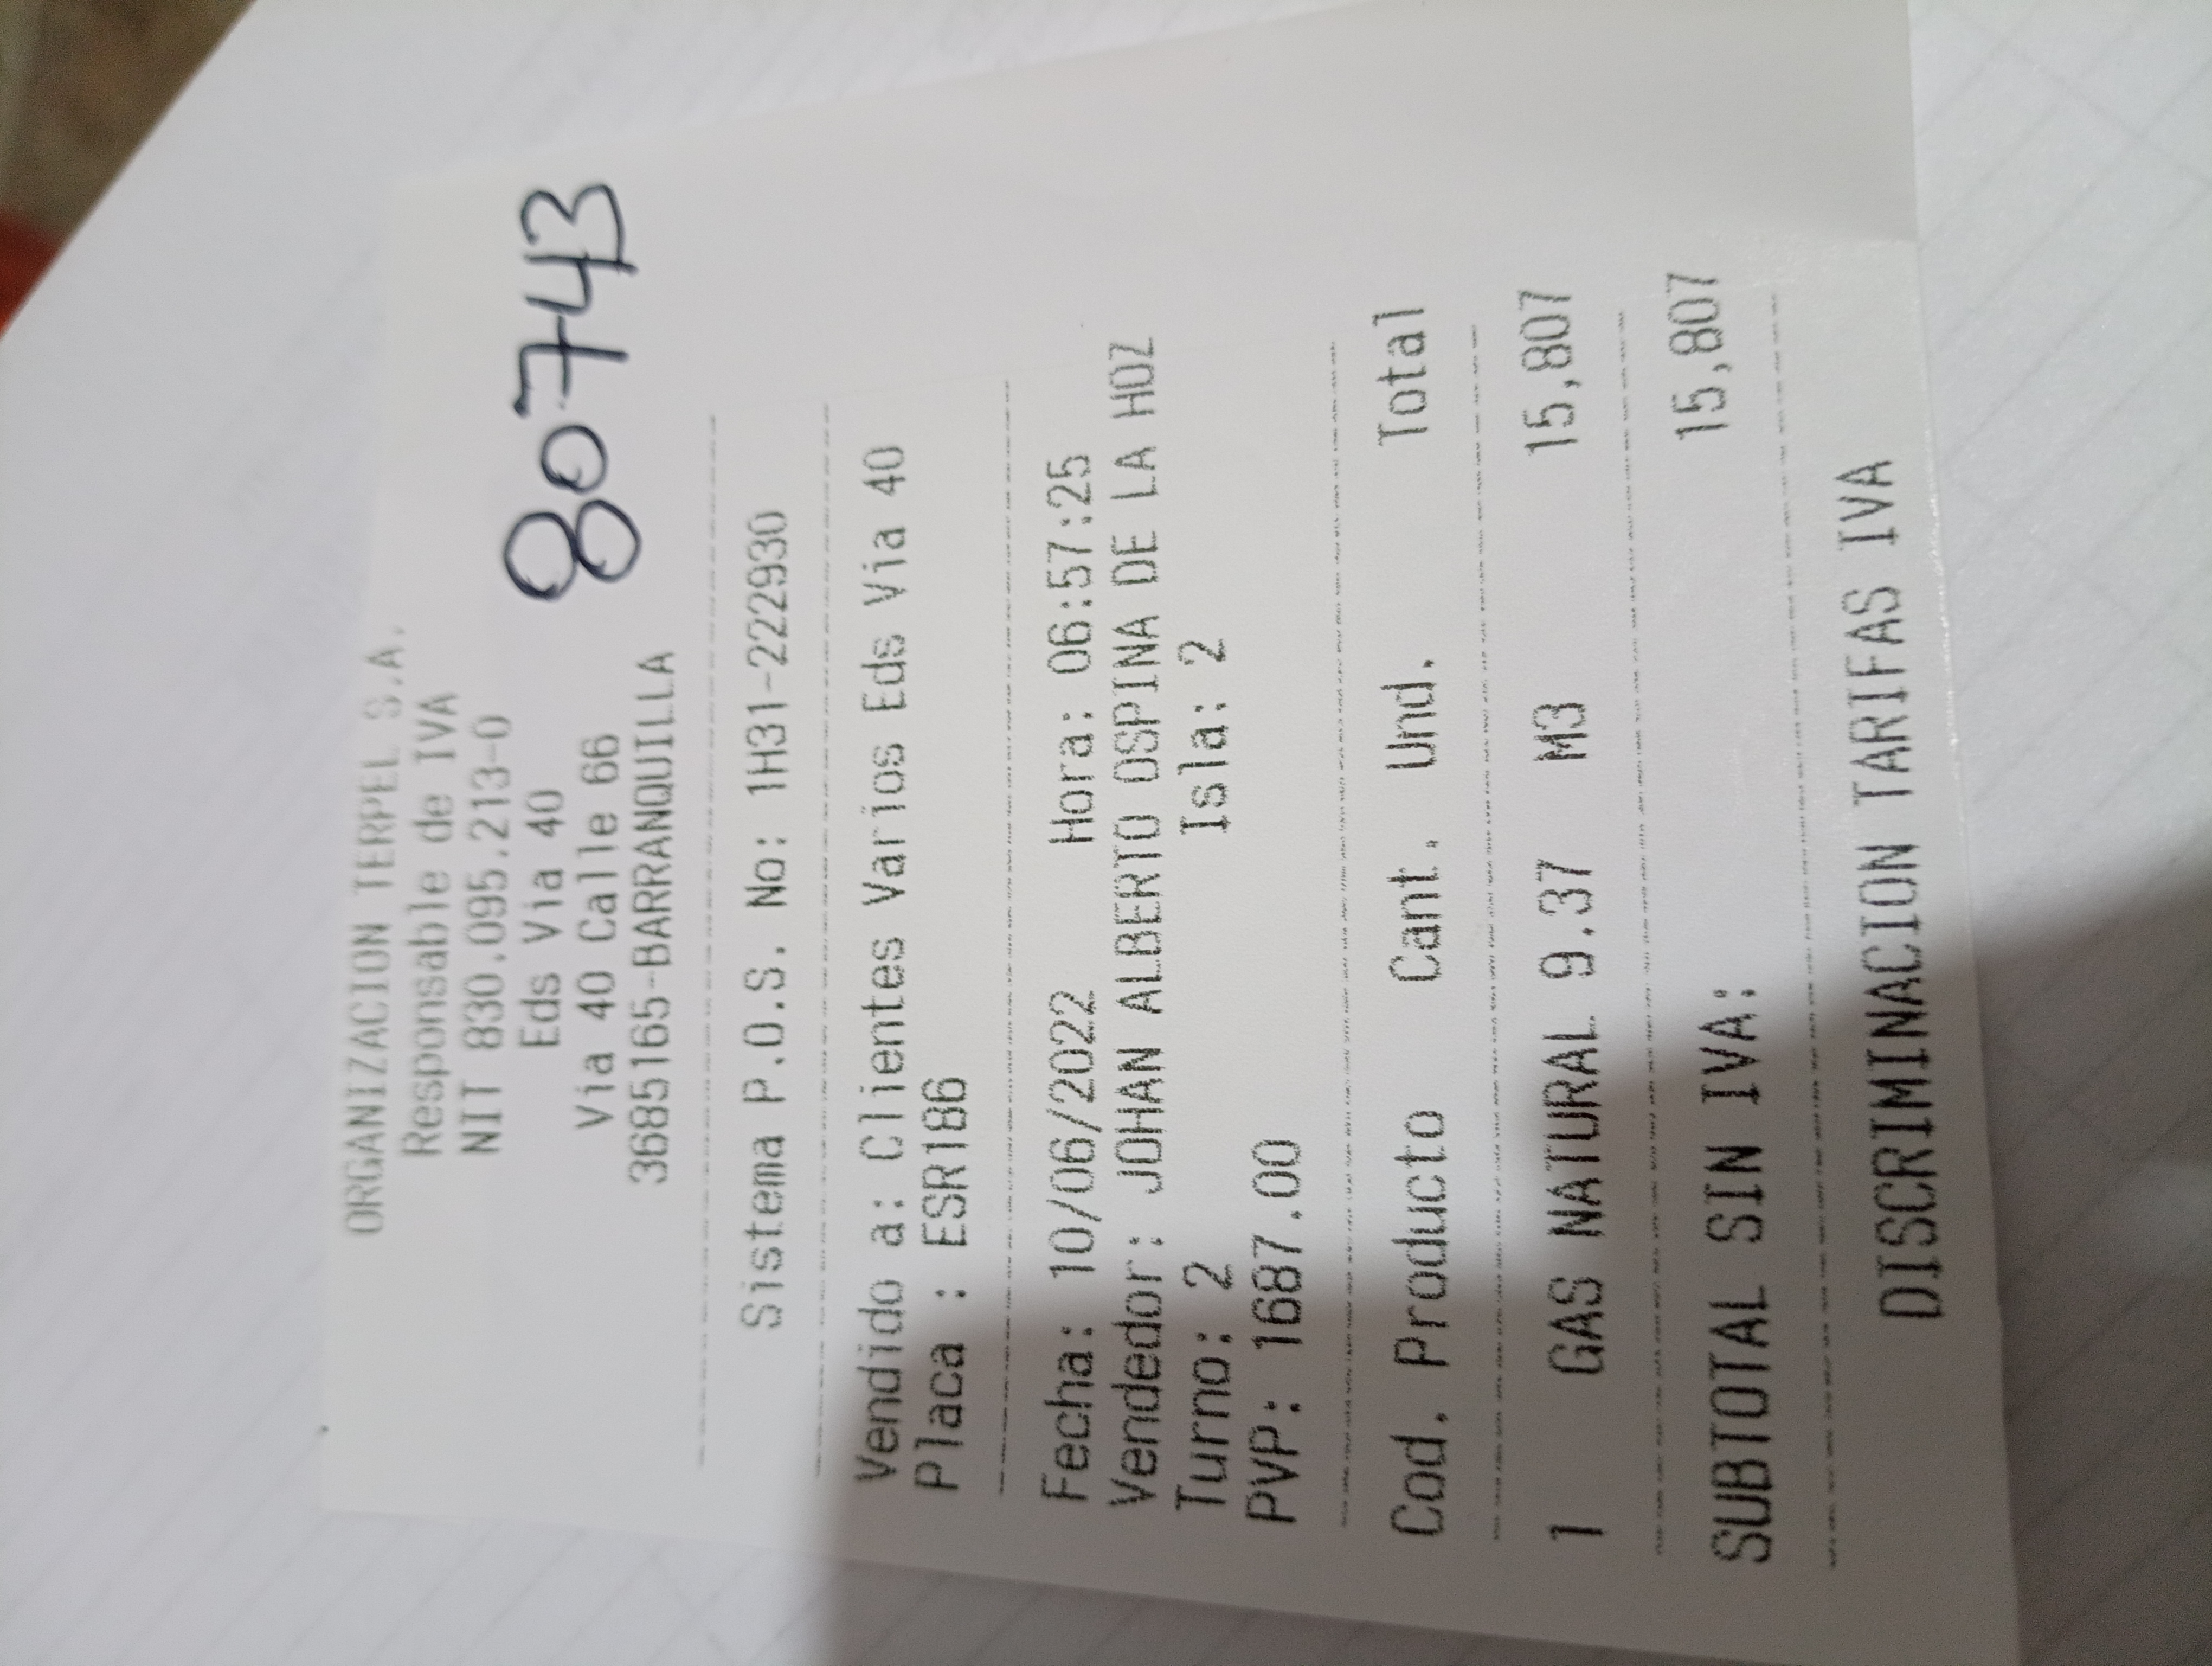 ORGANIZACION TERPEL S.A.
Responsable de IVA
NIT 830.095.213-0
Eds Via 40
Via 40 Calle 66
3685165-BARRANQUILLA
80743
Sistema P.O.S. No: 1H31-222930
Vendido a: Clientes Varios Eds Via 40
Placa : ESR186
Fecha: 10/06/2022 Hora: 06:57:25
Vendedor: JOHAN ALBERTO OSPINA DE LA HOZ
Turno: 2 Isla: 2
PVP: 1687.00
Cod. Producto Cant. Und. Total
1 GAS NATURAL 9.37 M3 15,807
SUBTOTAL SIN IVA: 15,807
DISCRIMINACION TARIFAS IVA